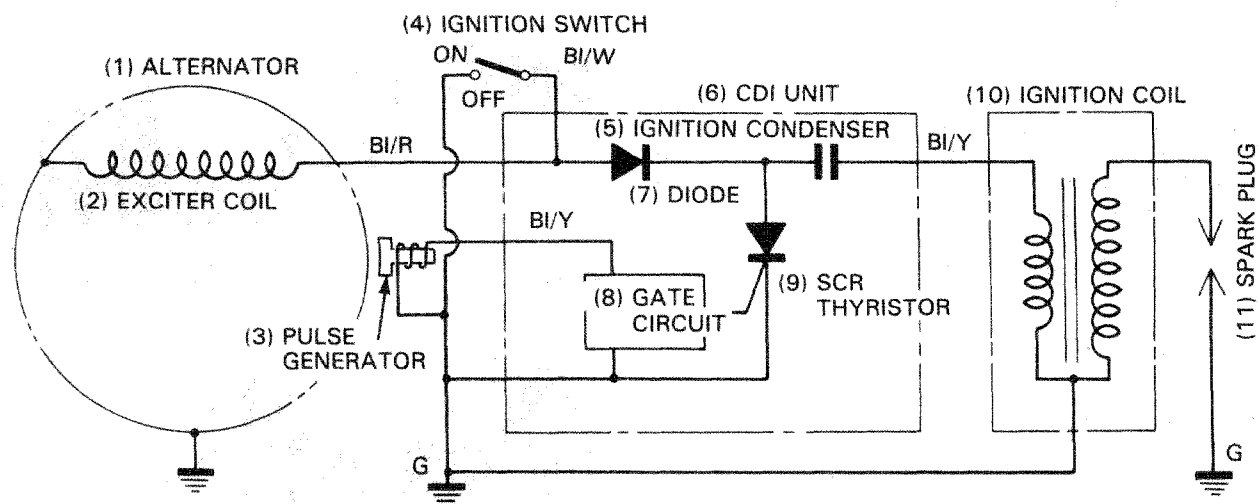 (4) IGNITION SWITCH
ON
BI/W
OFF
(1) ALTERNATOR
(6) CDI UNIT
(10) IGNITION COIL
(5) IGNITION CONDENSER
BI/R
BI/Y
(2) EXCITER COIL
(7) DIODE
BI/Y
(8) GATE
CIRCUIT
(9) SCR
THYRISTOR
(11) SPARK PLUG
(3) PULSE
GENERATOR
G
G